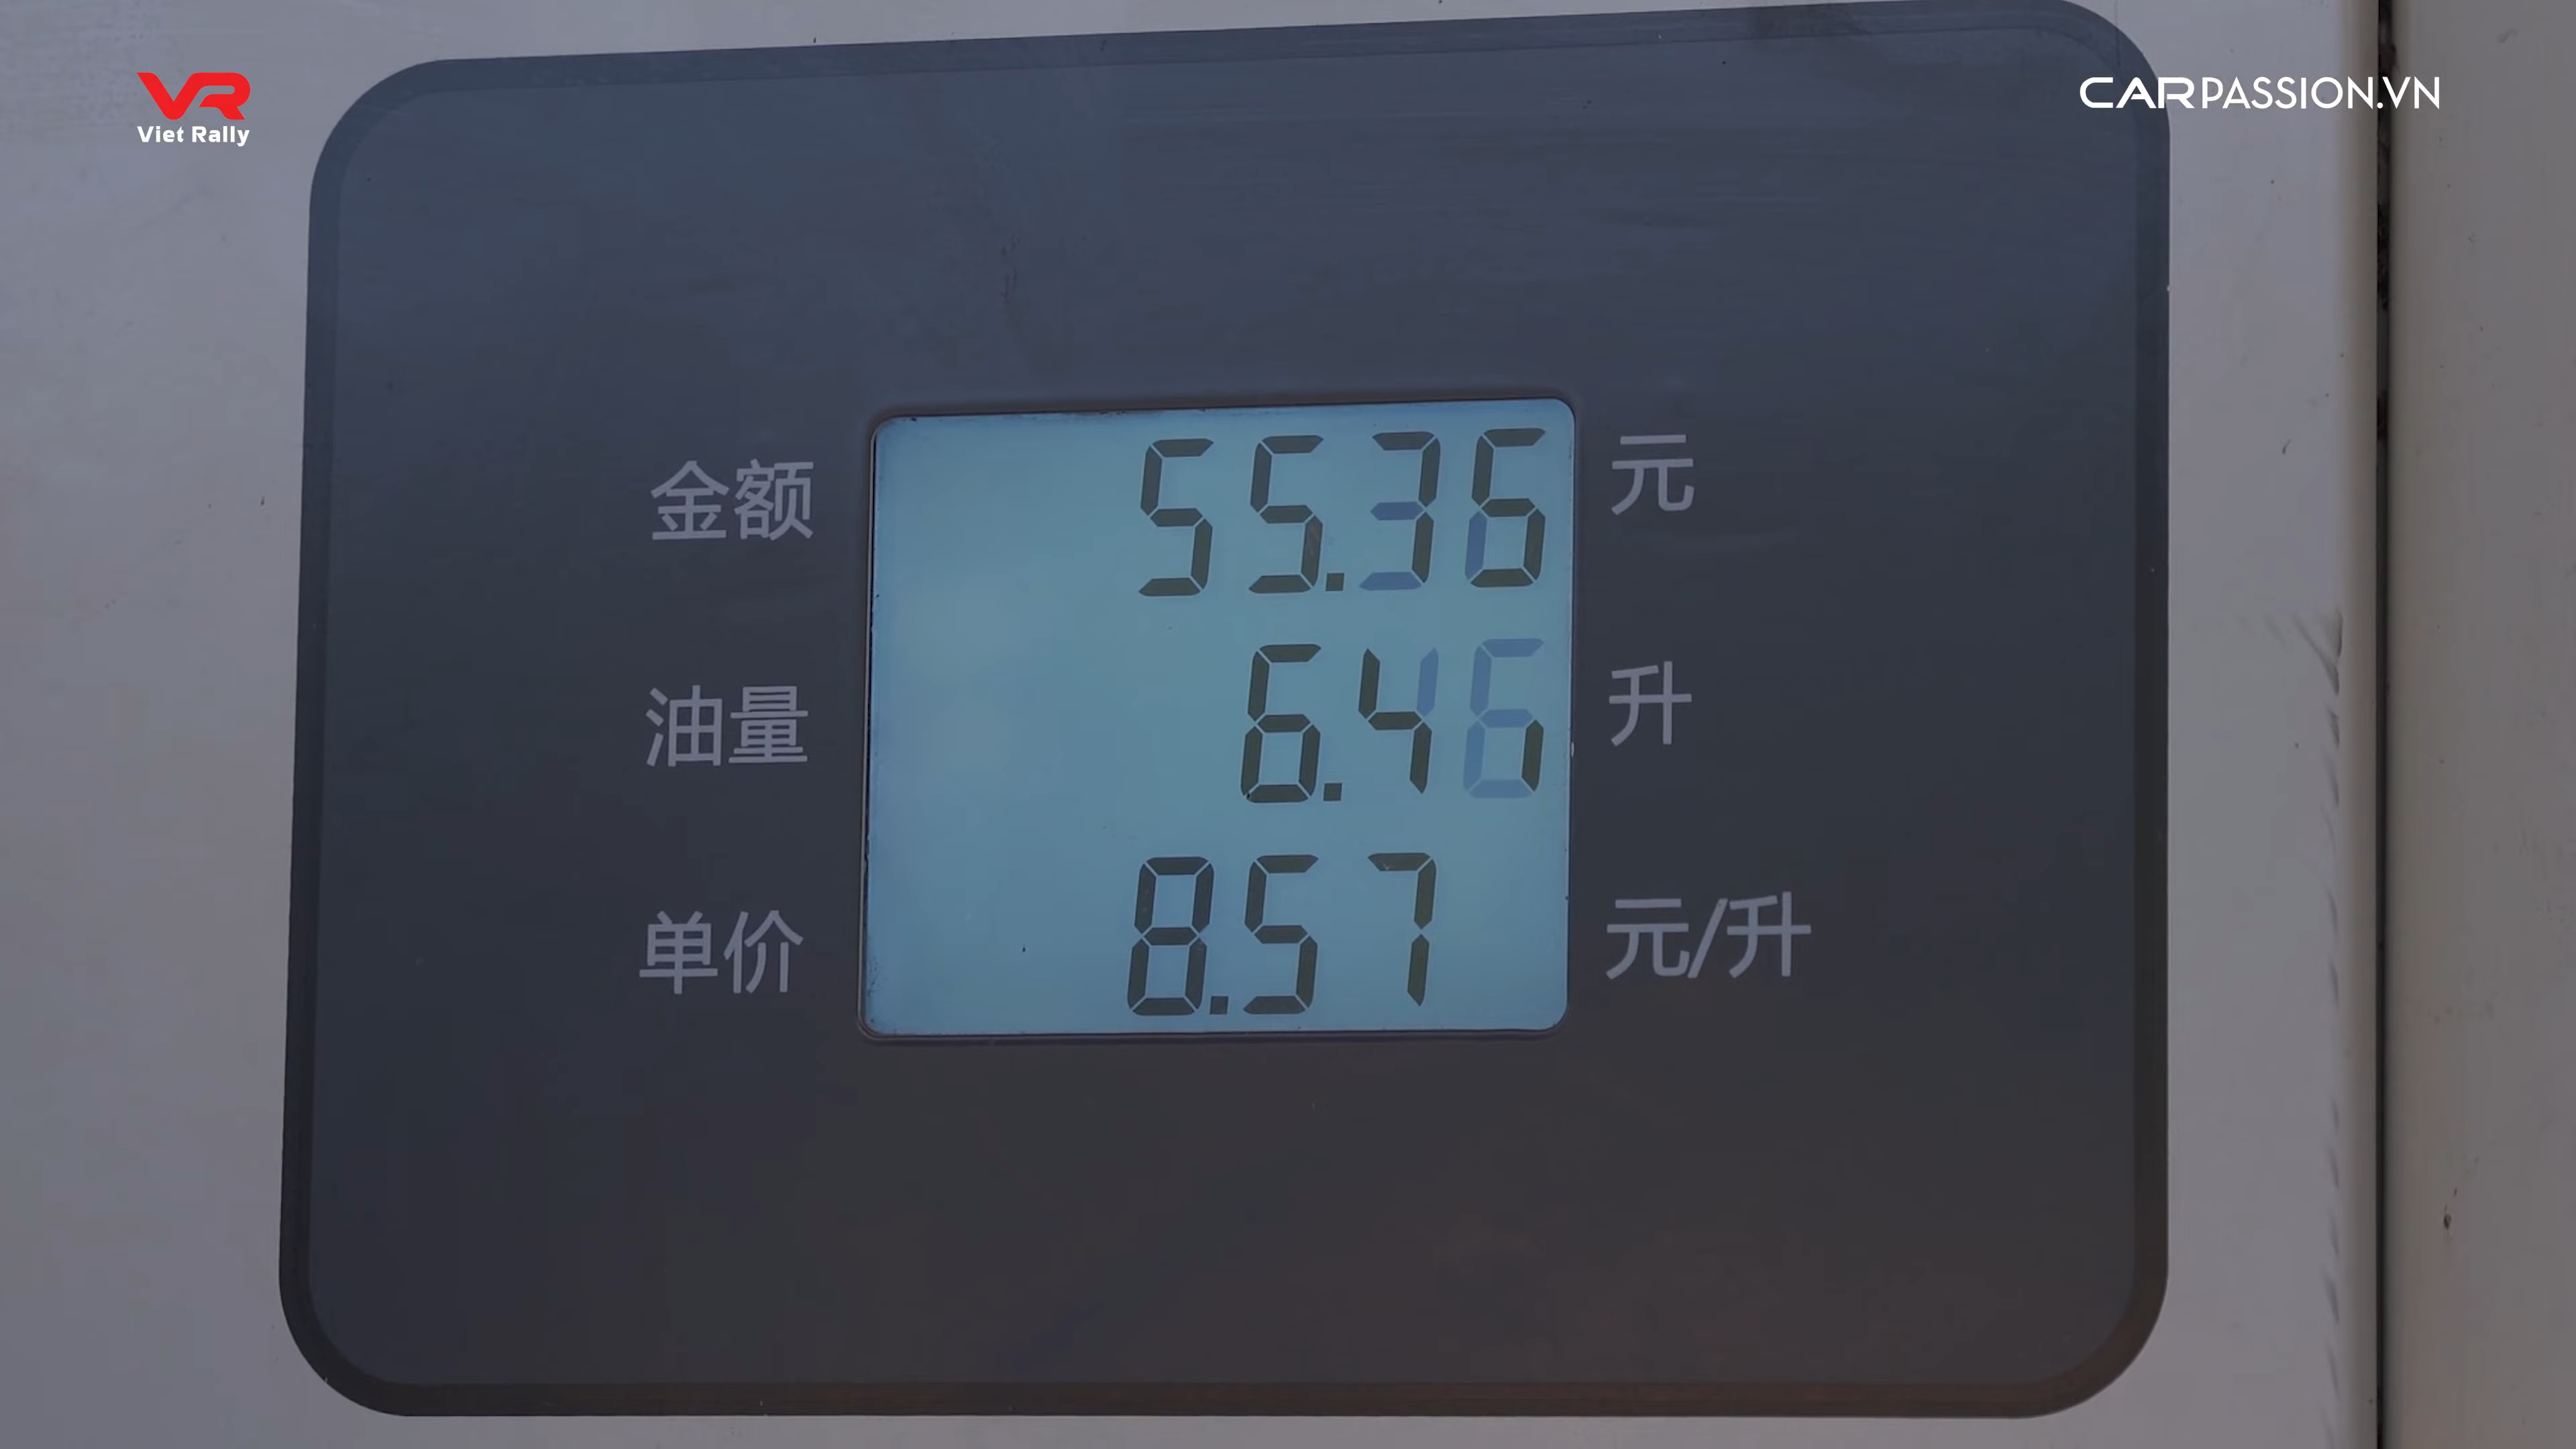 VR
Viet Rally
CARPASSION.VN
金额 55.36 元
油量 6.46 升
单价 8.57 元/升